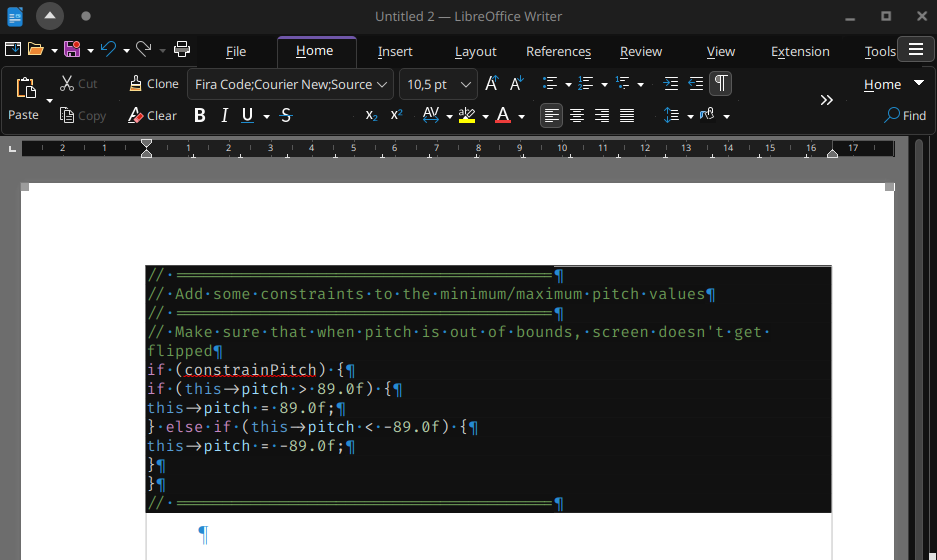 Untitled 2 — LibreOffice Writer
File Home Insert Layout References Review View Extension Tools
Paste Cut Clone Fira Code;Courier New;Source 10,5 pt Home
Copy Clear B I U S x₂ x² AV ab A Find
2 1 1 2 3 4 5 6 7 8 9 10 11 12 13 14 15 16 17
// ==========================================¶
// Add some constraints to the minimum/maximum pitch values¶
// ==========================================¶
// Make sure that when pitch is out of bounds, screen doesn't get
flipped¶
if (constrainPitch) {¶
if (this->pitch > 89.0f) {¶
this->pitch = 89.0f;¶
} else if (this->pitch < -89.0f) {¶
this->pitch = -89.0f;¶
}¶
}¶
// ==========================================¶
¶